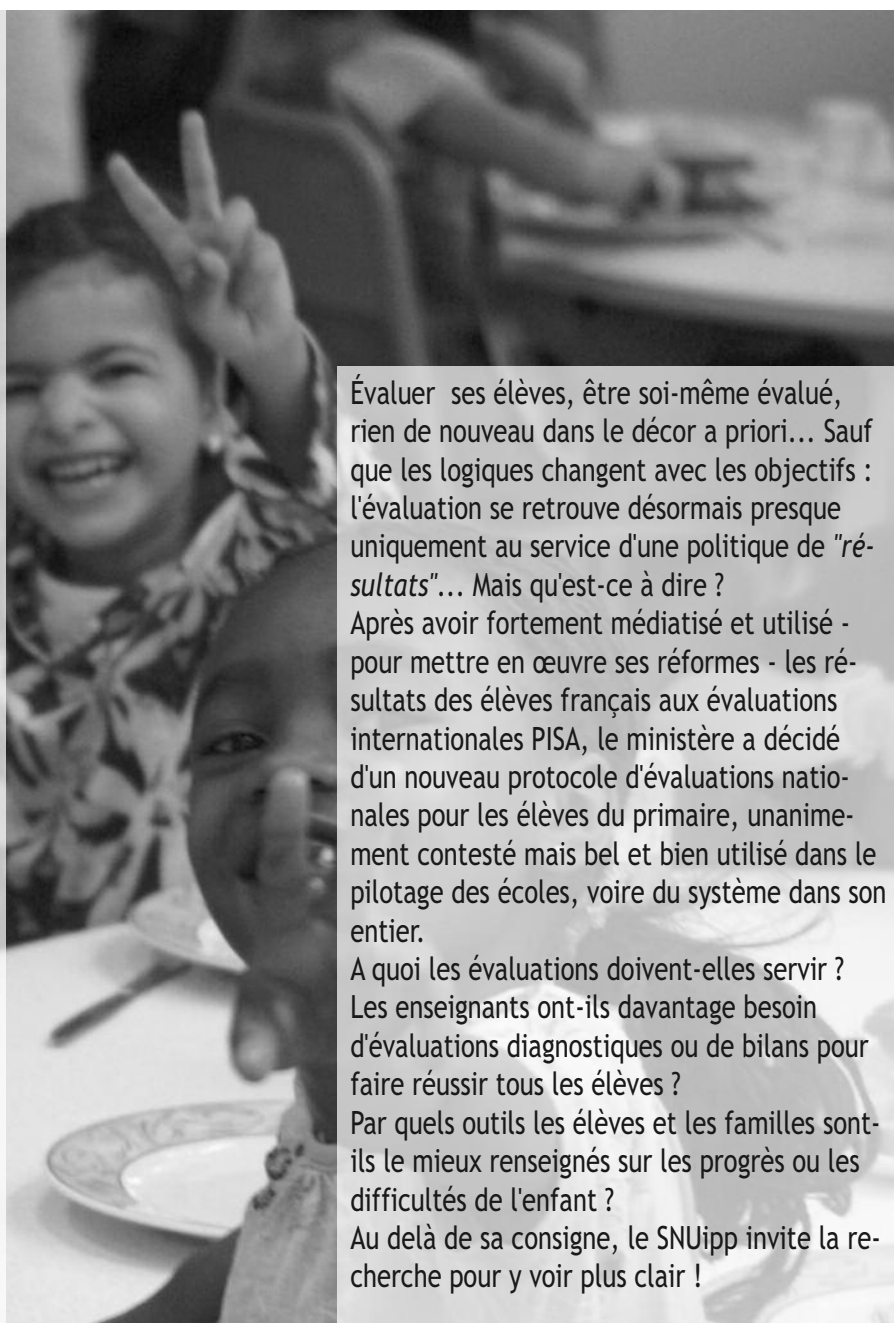 Évaluer ses élèves, être soi-même évalué,
rien de nouveau dans le décor a priori... Sauf
que les logiques changent avec les objectifs :
l'évaluation se retrouve désormais presque
uniquement au service d'une politique de "ré-
sultats"... Mais qu'est-ce à dire ?
Après avoir fortement médiatisé et utilisé -
pour mettre en œuvre ses réformes - les ré-
sultats des élèves français aux évaluations
internationales PISA, le ministère a décidé
d'un nouveau protocole d'évaluations natio-
nales pour les élèves du primaire, unanime-
ment contesté mais bel et bien utilisé dans le
pilotage des écoles, voire du système dans son
entier.
A quoi les évaluations doivent-elles servir ?
Les enseignants ont-ils davantage besoin
d'évaluations diagnostiques ou de bilans pour
faire réussir tous les élèves ?
Par quels outils les élèves et les familles sont-
ils le mieux renseignés sur les progrès ou les
difficultés de l'enfant ?
Au delà de sa consigne, le SNUipp invite la re-
cherche pour y voir plus clair !